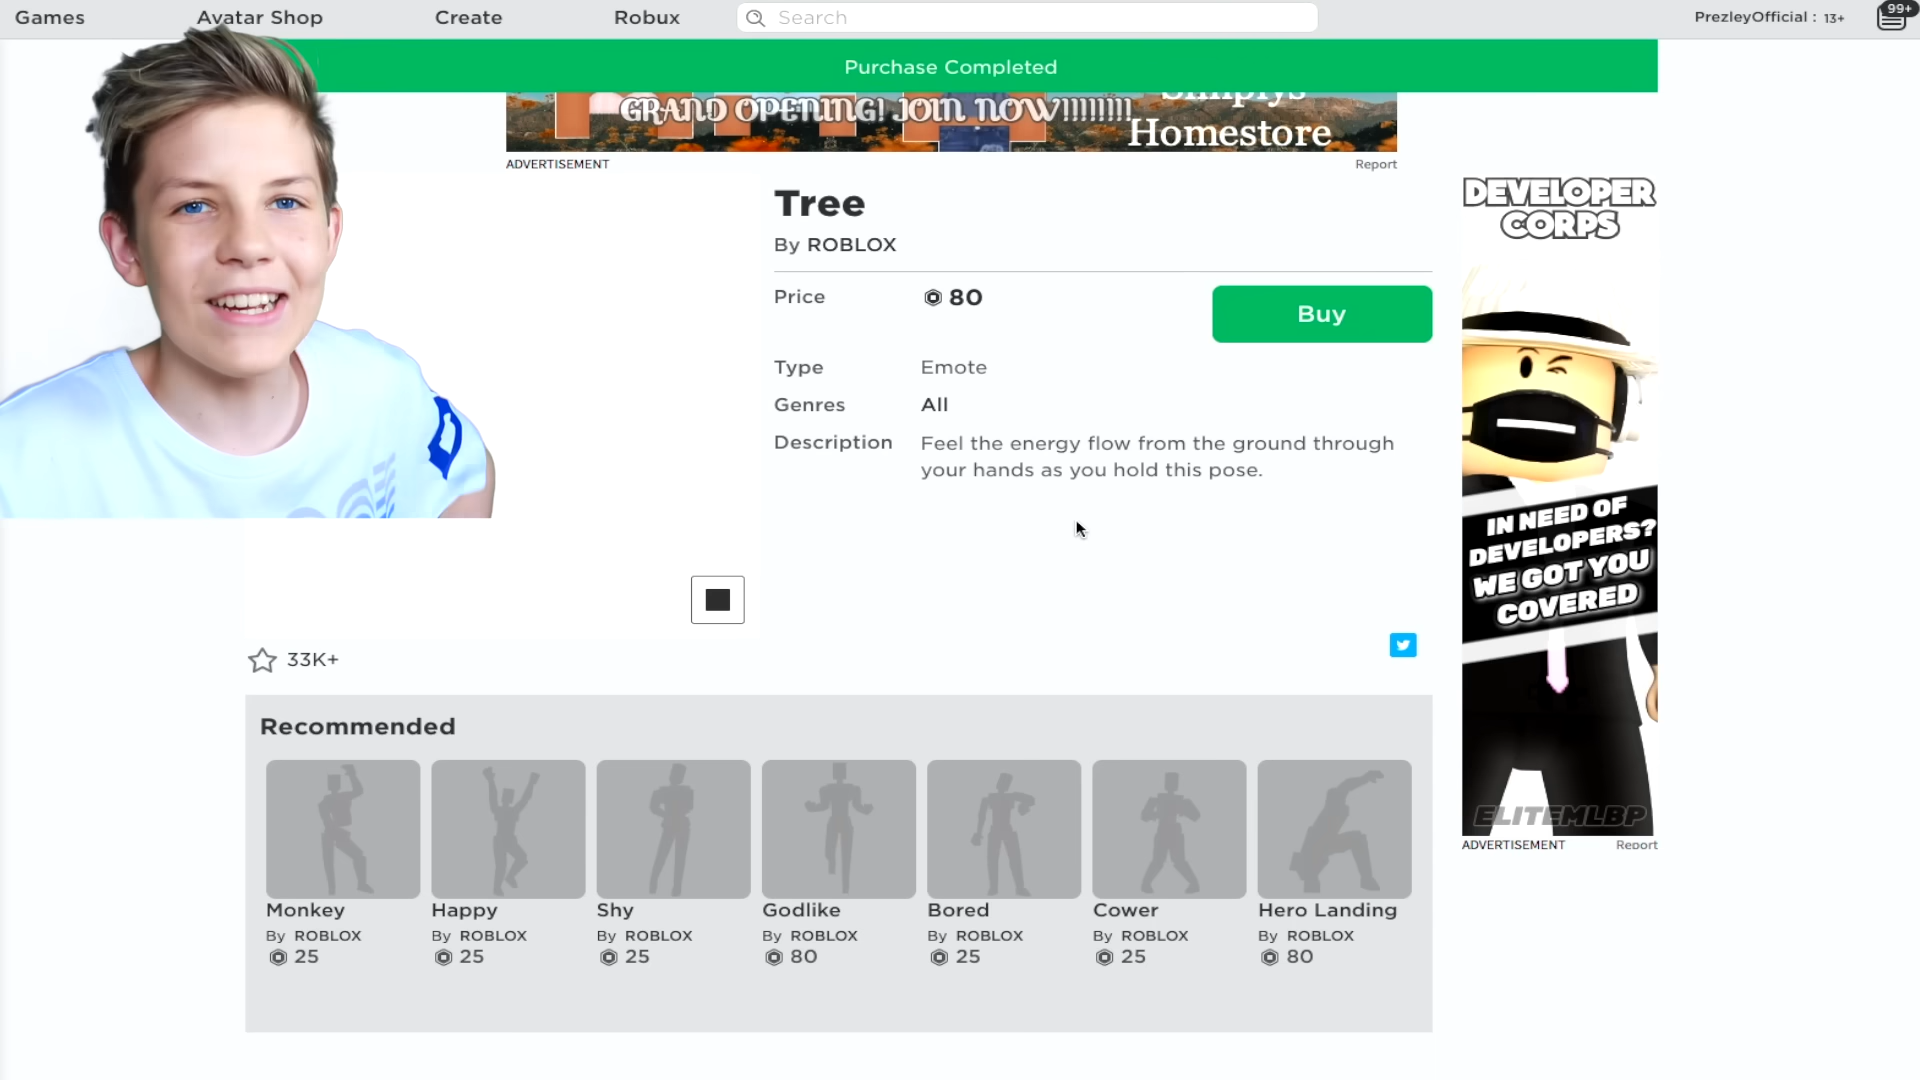 Games
Avatar Shop
Create
Robux
Search
PrezleyOfficial : 13+
99+
Purchase Completed
GRAND OPENING! JOIN NOW!!!!!!!!
Simplys
Homestore
ADVERTISEMENT
Report
Tree
By ROBLOX
Price
80
Buy
Type
Emote
Genres
All
Description
Feel the energy flow from the ground through
your hands as you hold this pose.
33K+
DEVELOPER
CORPS
IN NEED OF
DEVELOPERS?
WE GOT YOU
COVERED
ELITEMLBP
ADVERTISEMENT
Report
Recommended
Monkey
By ROBLOX
25
Happy
By ROBLOX
25
Shy
By ROBLOX
25
Godlike
By ROBLOX
80
Bored
By ROBLOX
25
Cower
By ROBLOX
25
Hero Landing
By ROBLOX
80